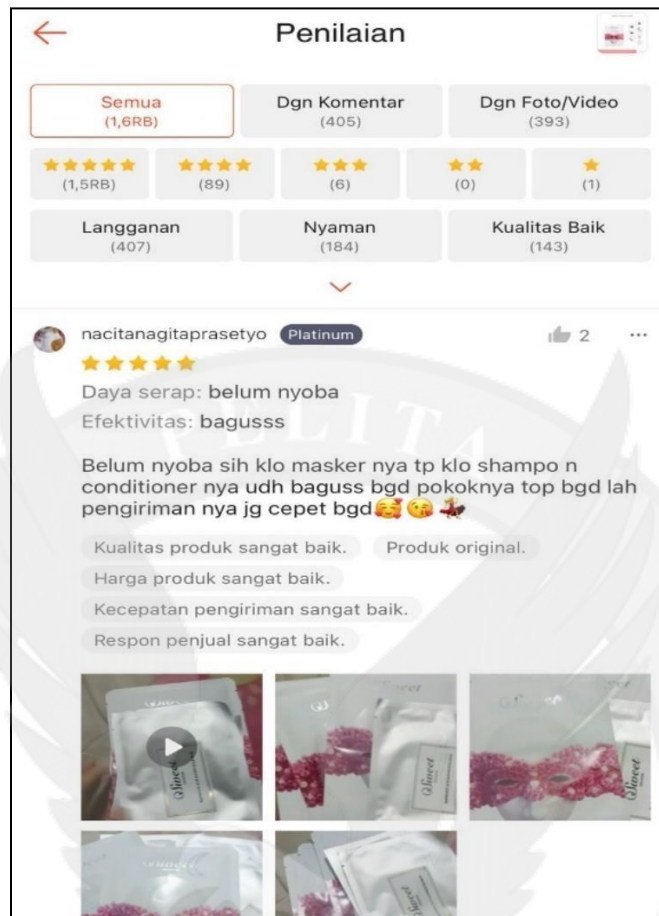 Penilaian
Semua
(1,6RB)
Dgn Komentar
(405)
Dgn Foto/Video
(393)
(1,5RB)
(89)
(6)
(0)
(1)
Langganan
(407)
Nyaman
(184)
Kualitas Baik
(143)
nacitanagitaprasetyo Platinum 2
Daya serap: belum nyoba
Efektivitas: bagusss
Belum nyoba sih klo masker nya tp klo shampo n
conditioner nya udh baguss bgd pokoknya top bgd lah
pengiriman nya jg cepet bgd🥰😘💃
Kualitas produk sangat baik. Produk original.
Harga produk sangat baik.
Kecepatan pengiriman sangat baik.
Respon penjual sangat baik.
PELITA